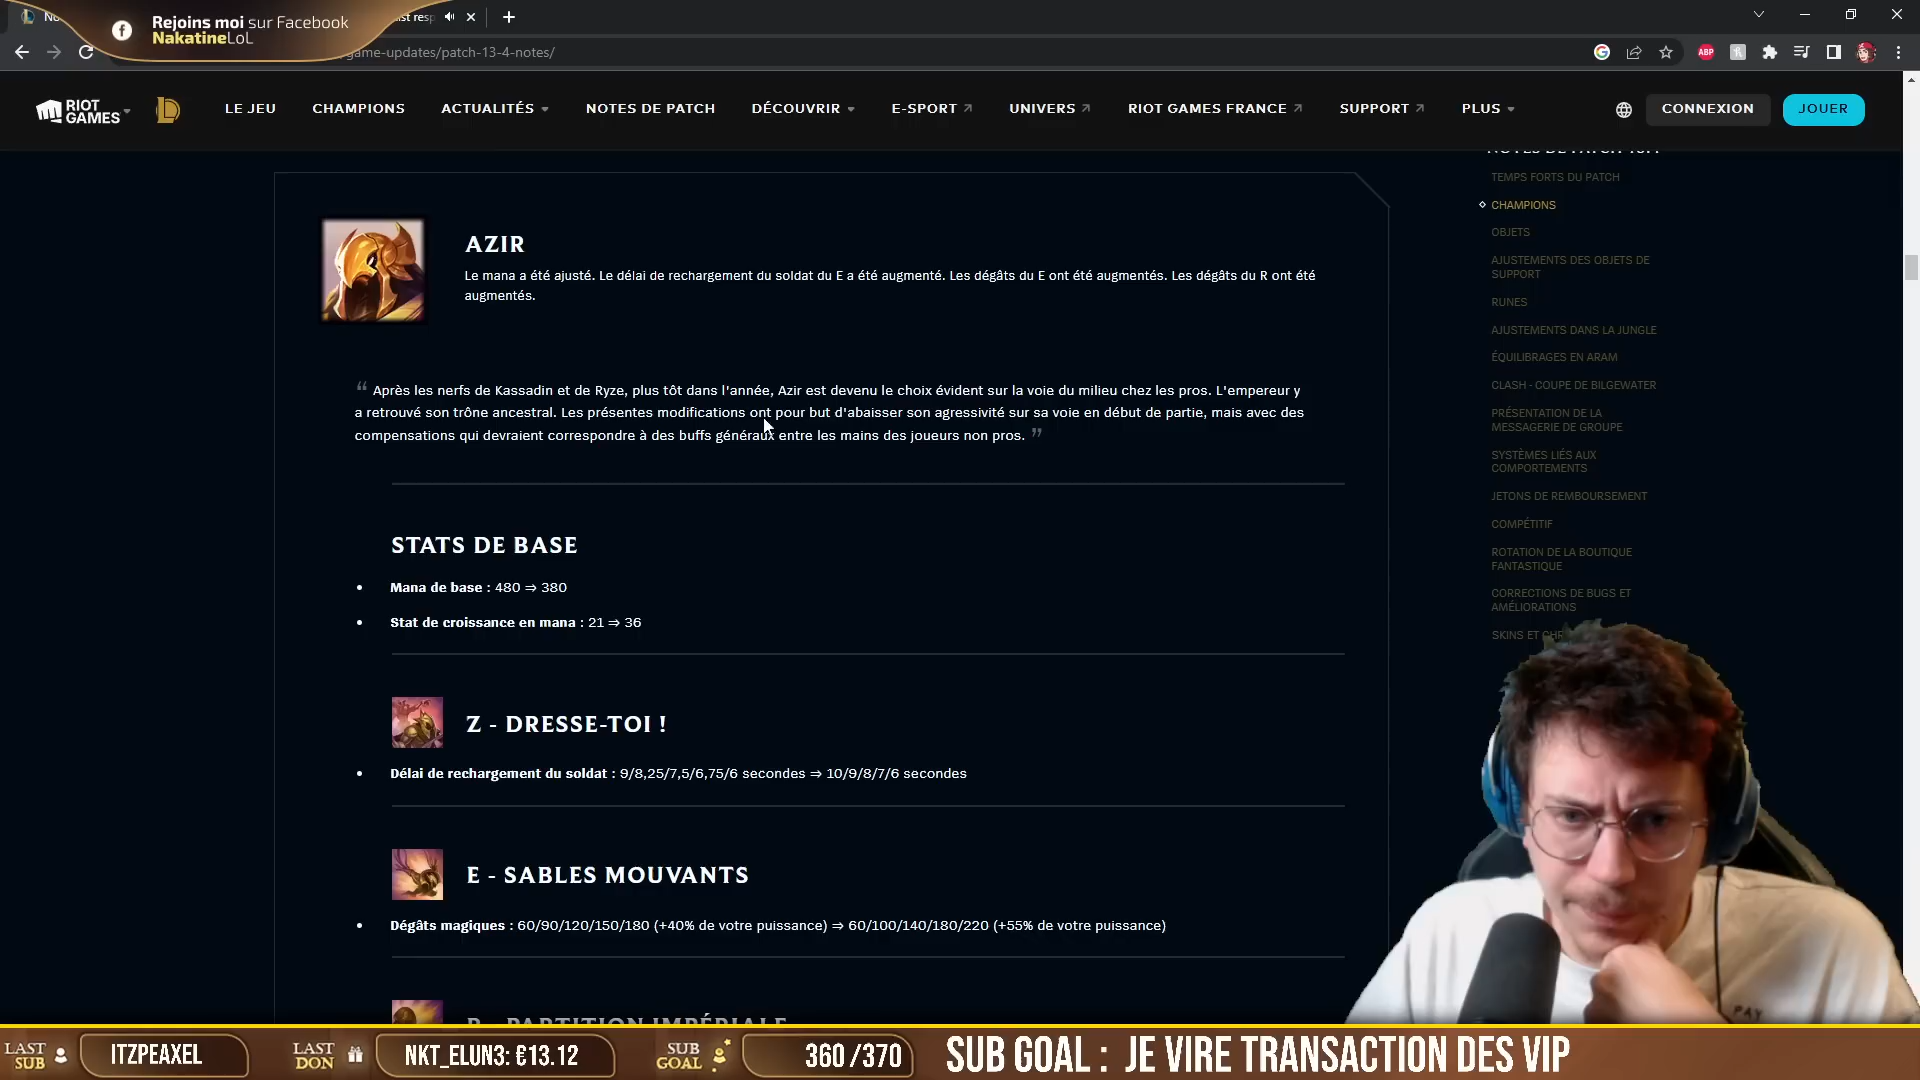 Rejoins moi sur Facebook
NakatineLoL
game-updates/patch-13-4-notes/
ABP
RIOT GAMES
LE JEU
CHAMPIONS
ACTUALITÉS
NOTES DE PATCH
DÉCOUVRIR
E-SPORT
UNIVERS
RIOT GAMES FRANCE
SUPPORT
PLUS
CONNEXION
JOUER
AZIR
Le mana a été ajusté. Le délai de rechargement du soldat du E a été augmenté. Les dégâts du E ont été augmentés. Les dégâts du R ont été
augmentés.
“ Après les nerfs de Kassadin et de Ryze, plus tôt dans l'année, Azir est devenu le choix évident sur la voie du milieu chez les pros. L'empereur y
a retrouvé son trône ancestral. Les présentes modifications ont pour but d'abaisser son agressivité sur sa voie en début de partie, mais avec des
compensations qui devraient correspondre à des buffs généraux entre les mains des joueurs non pros. ”
STATS DE BASE
• Mana de base : 480 ⇒ 380
• Stat de croissance en mana : 21 ⇒ 36
Z - DRESSE-TOI !
• Délai de rechargement du soldat : 9/8,25/7,5/6,75/6 secondes ⇒ 10/9/8/7/6 secondes
E - SABLES MOUVANTS
• Dégâts magiques : 60/90/120/150/180 (+40% de votre puissance) ⇒ 60/100/140/180/220 (+55% de votre puissance)
R - PARTITION IMPÉRIALE
TEMPS FORTS DU PATCH
CHAMPIONS
OBJETS
AJUSTEMENTS DES OBJETS DE
SUPPORT
RUNES
AJUSTEMENTS DANS LA JUNGLE
ÉQUILIBRAGES EN ARAM
CLASH - COUPE DE BILGEWATER
PRÉSENTATION DE LA
MESSAGERIE DE GROUPE
SYSTÈMES LIÉS AUX
COMPORTEMENTS
JETONS DE REMBOURSEMENT
COMPÉTITIF
ROTATION DE LA BOUTIQUE
FANTASTIQUE
CORRECTIONS DE BUGS ET
AMÉLIORATIONS
SKINS ET
LAST SUB
ITZPEAXEL
LAST DON
NKT_ELUN3: €13.12
SUB GOAL
360 /370
SUB GOAL : JE VIRE TRANSACTION DES VIP